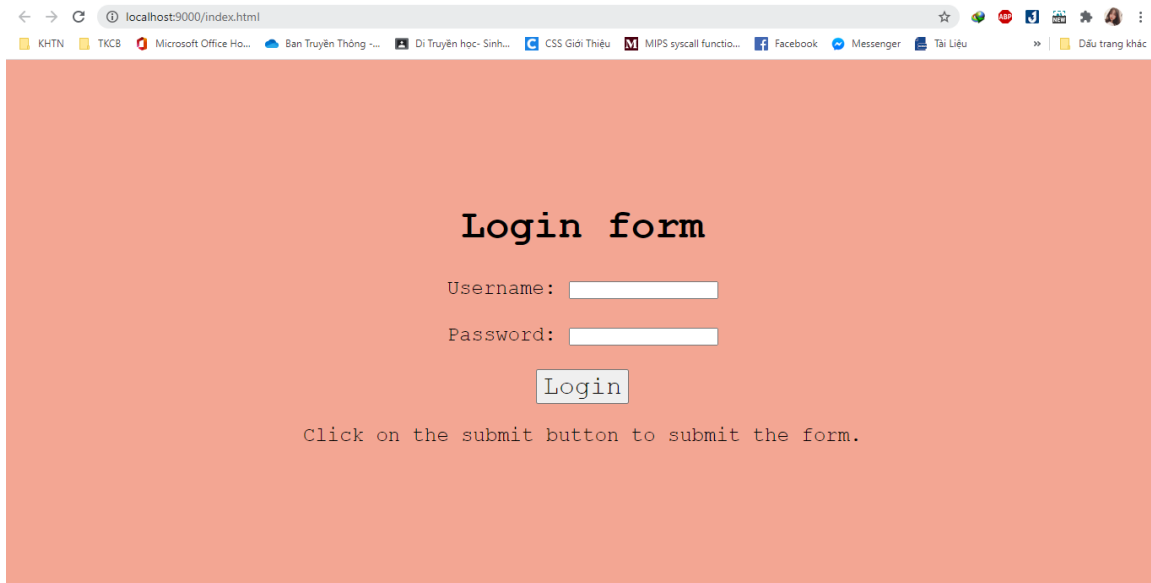 localhost:9000/index.html
KHTN TKCB Microsoft Office Ho... Ban Truyền Thông -... Di Truyền học- Sinh... CSS Giới Thiệu MIPS syscall functio... Facebook Messenger Tài Liệu » Dấu trang khác
Login form
Username:
Password:
Login
Click on the submit button to submit the form.